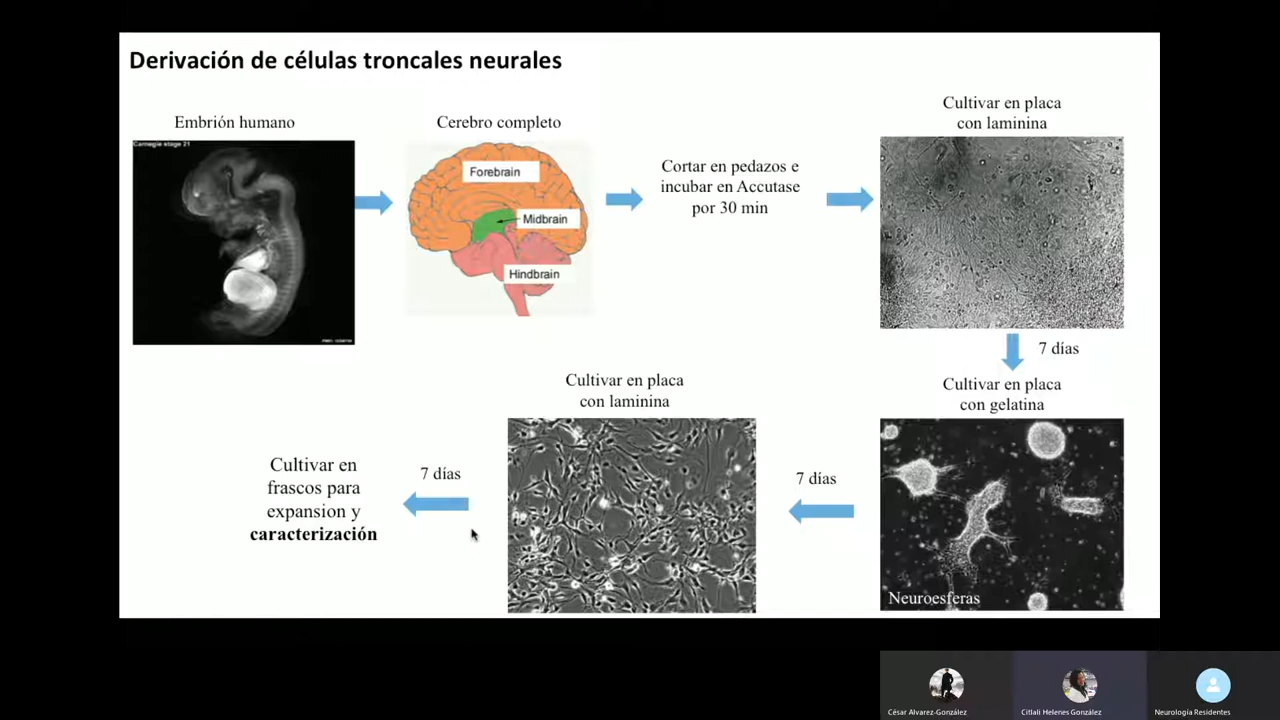 Derivación de células troncales neurales
Embrión humano
Carnegie stage 21
Cerebro completo
Forebrain
Midbrain
Hindbrain
Cortar en pedazos e
incubar en Accutase
por 30 min
Cultivar en placa
con laminina
7 días
Cultivar en placa
con gelatina
Neuroesferas
7 días
Cultivar en placa
con laminina
7 días
Cultivar en
frascos para
expansion y
caracterización
César Alvarez-González
Citlali Helenes González
Neurología Residentes